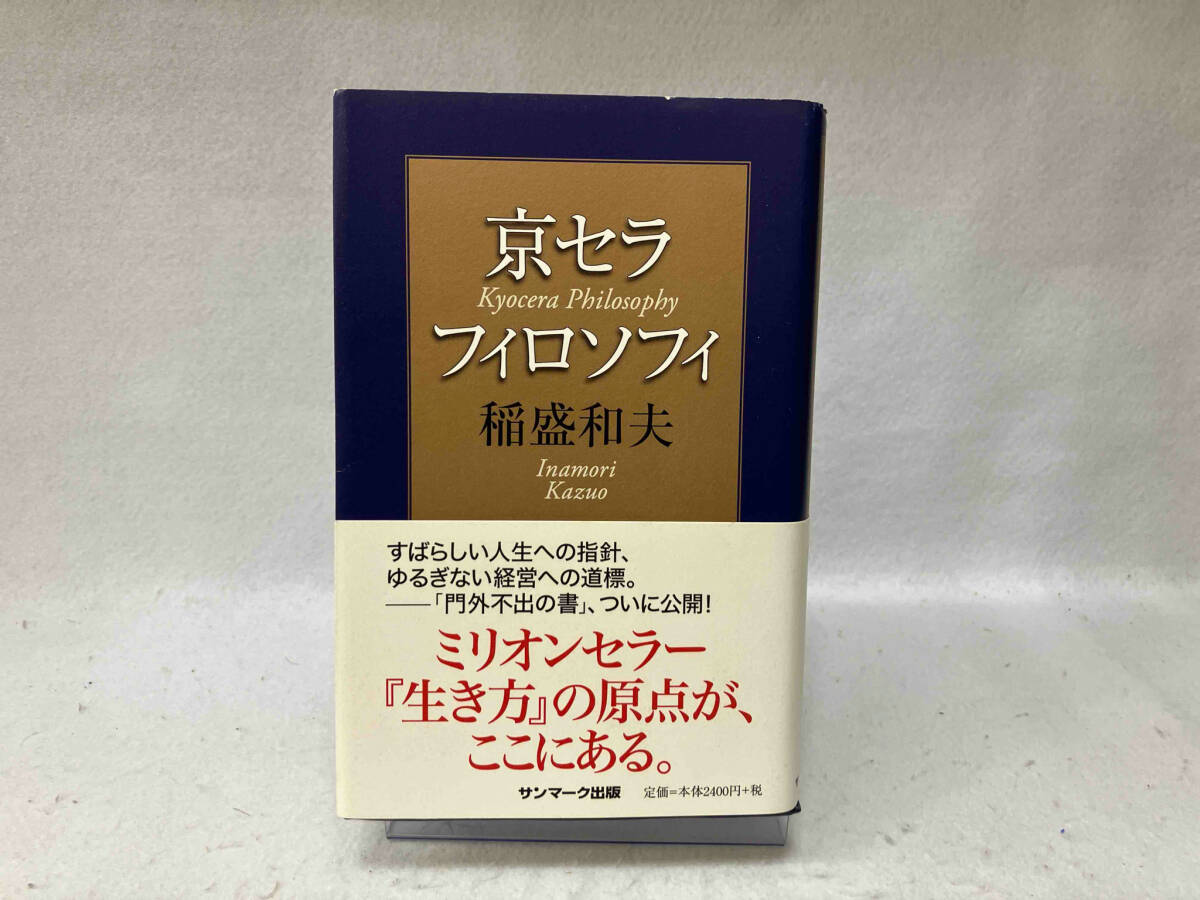 京セラ
Kyocera Philosophy
フィロソフィ
稲盛和夫
Inamori
Kazuo
すばらしい人生への指針、
ゆるぎない経営への道標。
──「門外不出の書」、ついに公開!
ミリオンセラー
『生き方』の原点が、
ここにある。
サンマーク出版 定価=本体2400円+税